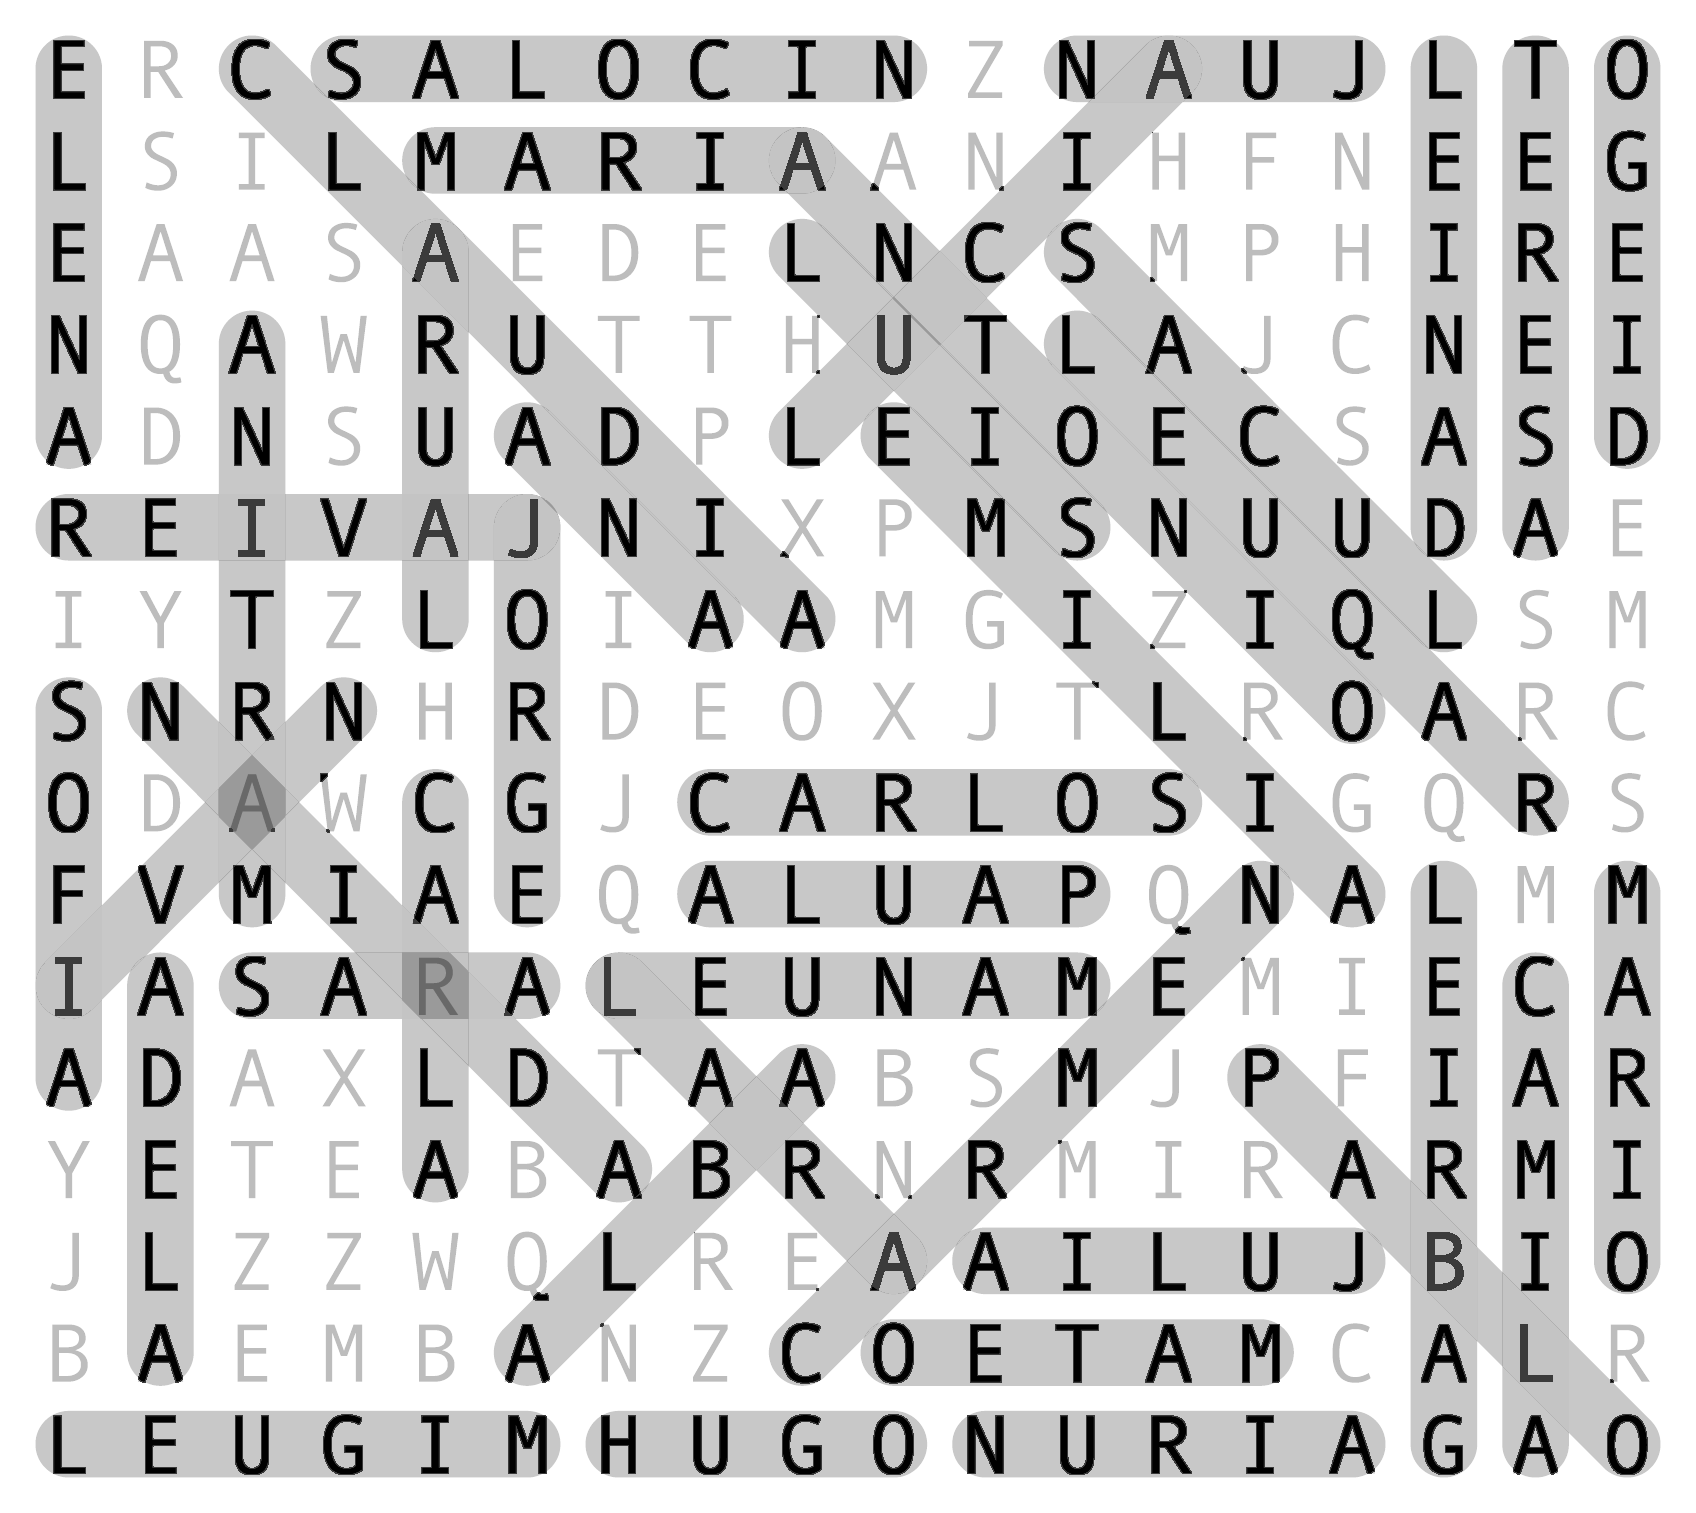 E R C S A L O C I N Z N A U J L T O
L S I L M A R I A A N I H F N E E G
E A A S A E D E L N C S M P H I R E
N Q A W R U T T H U T L A J C N E I
A D N S U A D P L E I O E C S A S D
R E I V A J N I X P M S N U U D A E
I Y T Z L O I A A M G I Z I Q L S M
S N R N H R D E O X J T L R O A R C
O D A W C G J C A R L O S I G Q R S
F V M I A E Q A L U A P Q N A L M M
I A S A R A L E U N A M E M I E C A
A D A X L D T A A B S M J P F I A R
Y E T E A B A B R N R M I R A R M I
J L Z Z W Q L R E A A I L U J B I O
B A E M B A N Z C O E T A M C A L R
L E U G I M H U G O N U R I A G A O